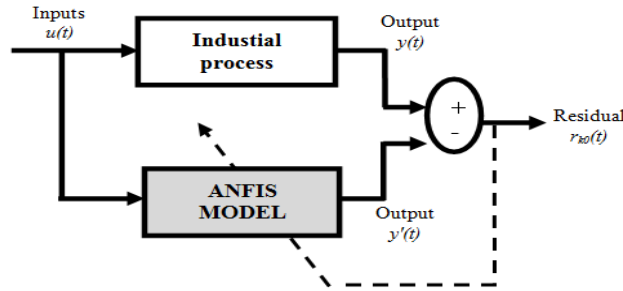 Inputs
u(t)
Industial
process
Output
y(t)
+
-
Residual
rk0(t)
ANFIS
MODEL
Output
y'(t)